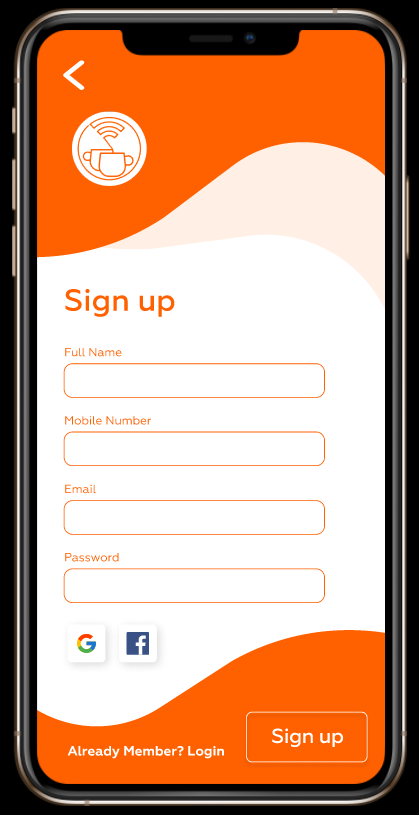 Sign up
Full Name
Mobile Number
Email
Password
Already Member? Login
Sign up